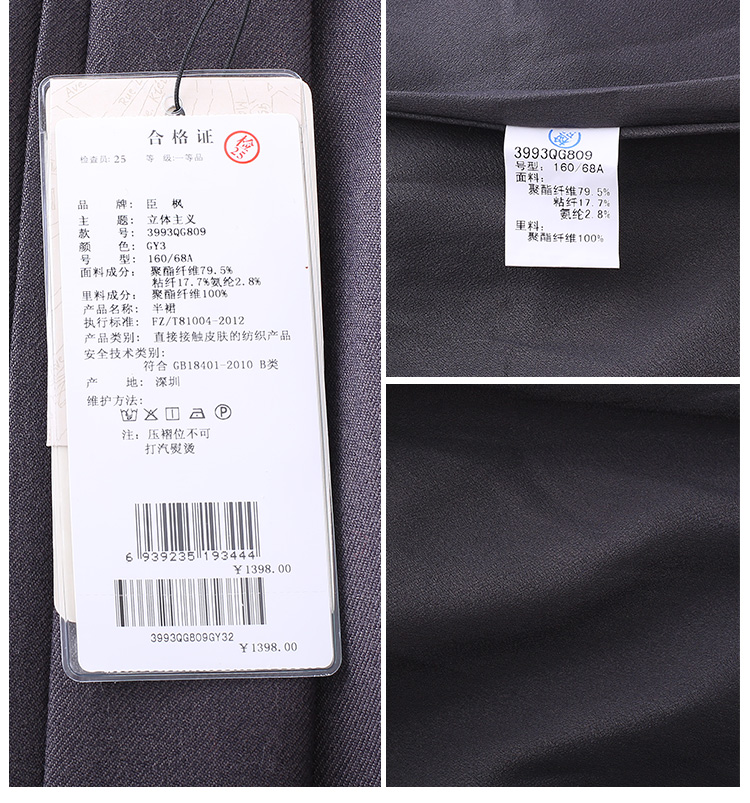 合格证
检
25
检查员: 25 等 级:一等品
品 牌: 臣 枫
主 题: 立体主义
款 号: 3993QG809
颜 色: GY3
号 型: 160/68A
面料成分: 聚酯纤维79.5%
粘纤17.7%氨纶2.8%
里料成分: 聚酯纤维100%
产品名称: 半裙
执行标准: FZ/T81004-2012
产品类别: 直接接触皮肤的纺织产品
安全技术类别:
符合 GB18401-2010 B类
产 地: 深圳
维护方法:
P
注: 压褶位不可
打汽熨烫
6 939235 193444
¥1398.00
3993QG809GY32
¥1398.00
3993QG809
号型: 160/68A
面料:
聚酯纤维79.5%
粘纤17.7%
氨纶2.8%
里料:
聚酯纤维100%